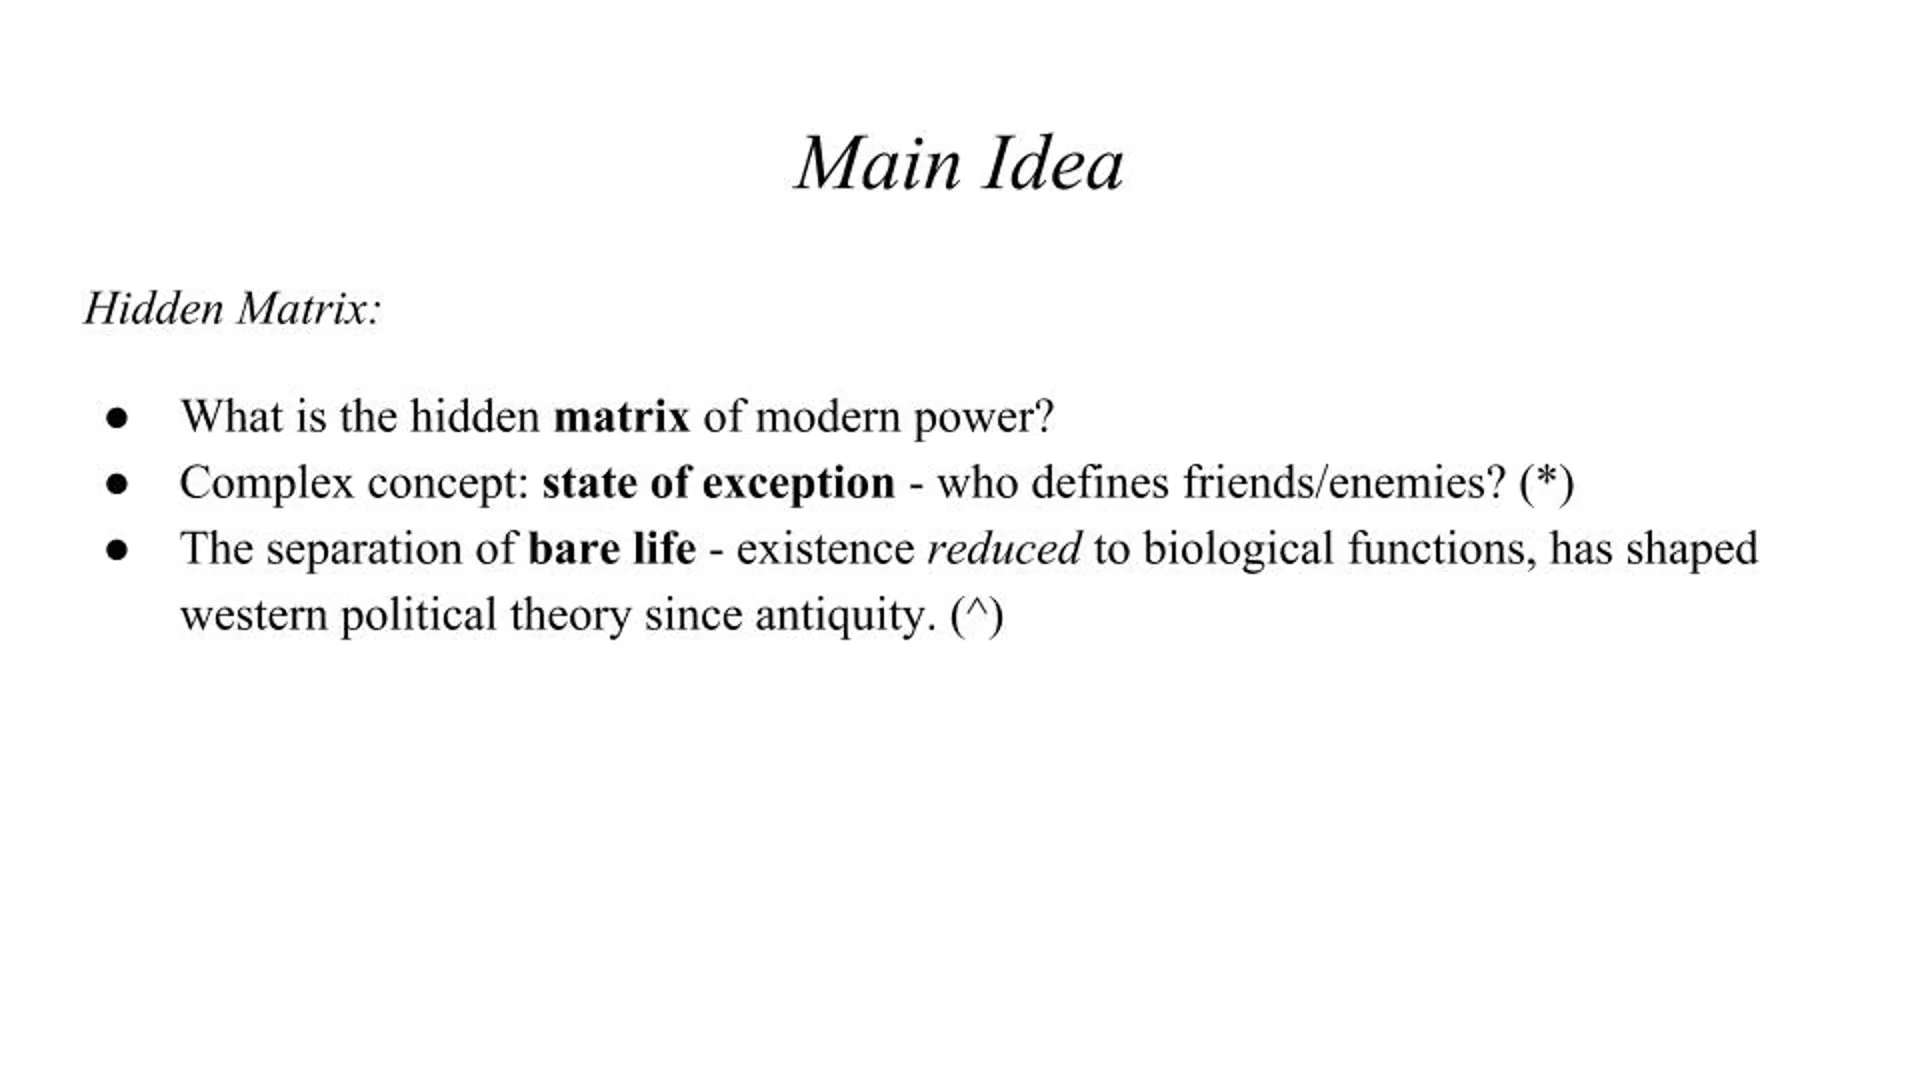 Main Idea
Hidden Matrix:
● What is the hidden matrix of modern power?
● Complex concept: state of exception - who defines friends/enemies? (*)
● The separation of bare life - existence reduced to biological functions, has shaped
western political theory since antiquity. (^)